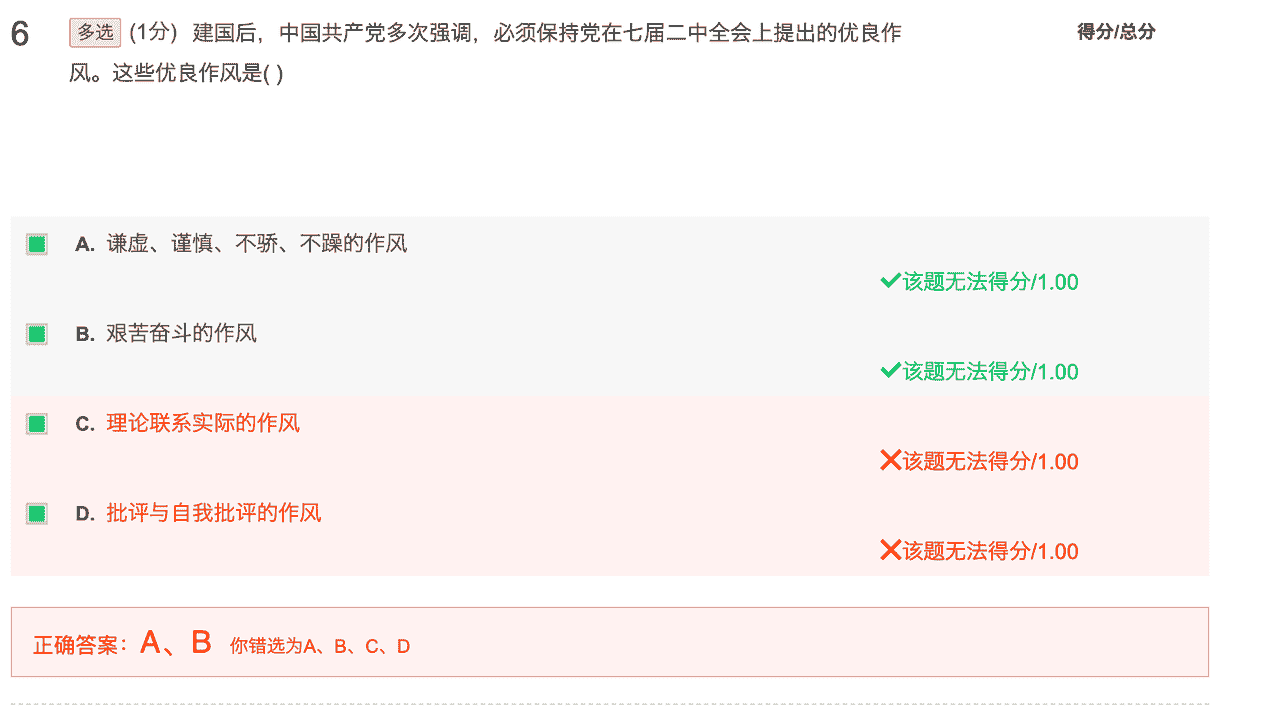 6 多选 (1分) 建国后，中国共产党多次强调，必须保持党在七届二中全会上提出的优良作 得分/总分
风。这些优良作风是( )
A. 谦虚、谨慎、不骄、不躁的作风
该题无法得分/1.00
B. 艰苦奋斗的作风
该题无法得分/1.00
C. 理论联系实际的作风
该题无法得分/1.00
D. 批评与自我批评的作风
该题无法得分/1.00
正确答案：A、B 你错选为A、B、C、D